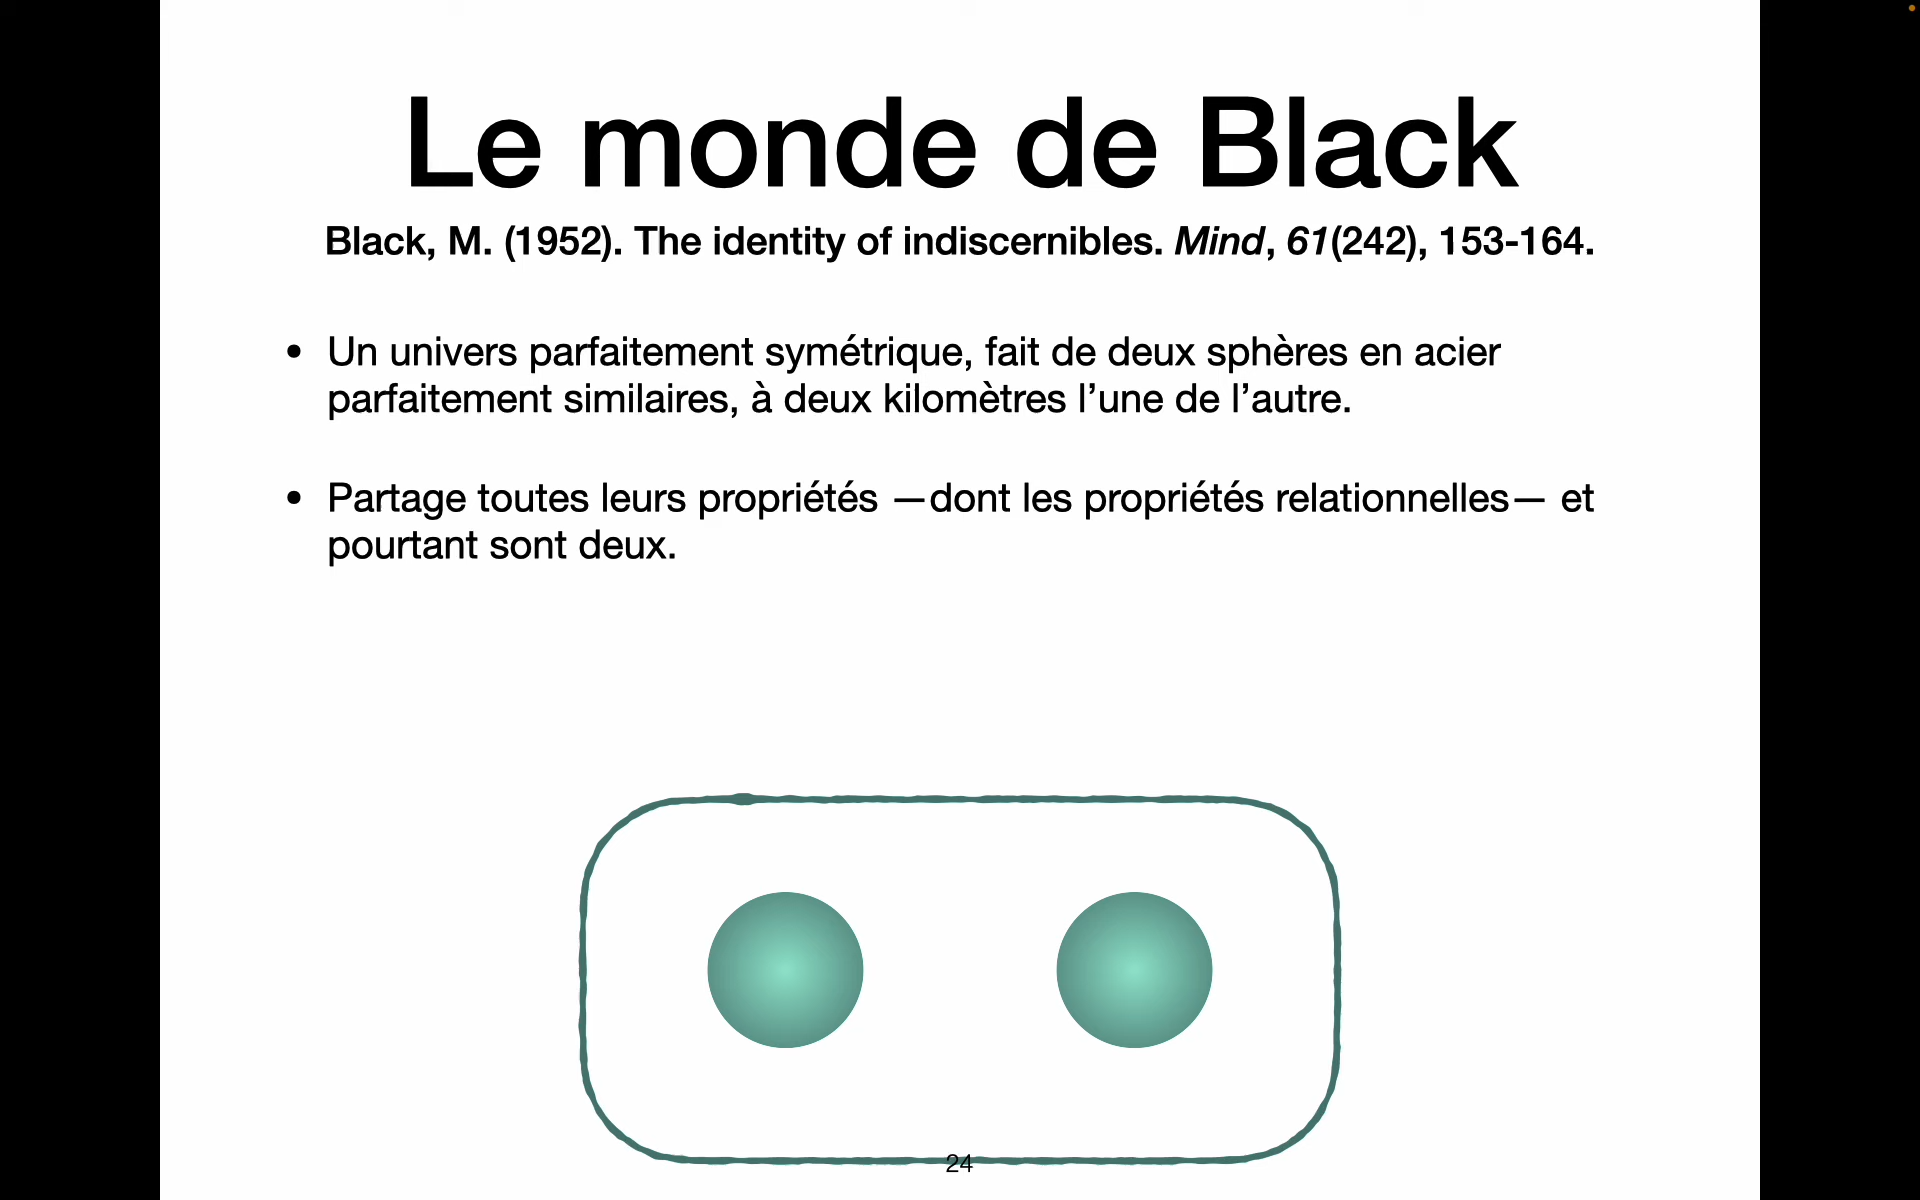 Le monde de Black
Black, M. (1952). The identity of indiscernibles. Mind, 61(242), 153-164.
• Un univers parfaitement symétrique, fait de deux sphères en acier
parfaitement similaires, à deux kilomètres l’une de l’autre.
• Partage toutes leurs propriétés —dont les propriétés relationnelles— et
pourtant sont deux.
24